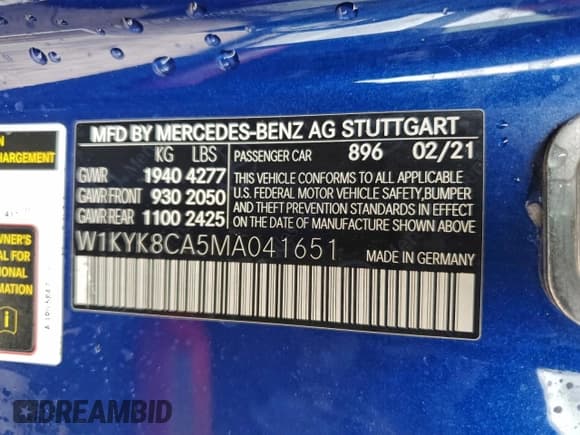 MFD BY MERCEDES-BENZ AG STUTTGART
KG LBS
GVWR 1940 4277
GAWR FRONT 930 2050
GAWR REAR 1100 2425
PASSENGER CAR 896 02/21
THIS VEHICLE CONFORMS TO ALL APPLICABLE
U.S. FEDERAL MOTOR VEHICLE SAFETY,BUMPER
AND THEFT PREVENTION STANDARDS IN EFFECT
ON THE DATE OF MANUFACTURE SHOWN ABOVE.
W1KYK8CA5MA041651
MADE IN GERMANY
DREAMBID